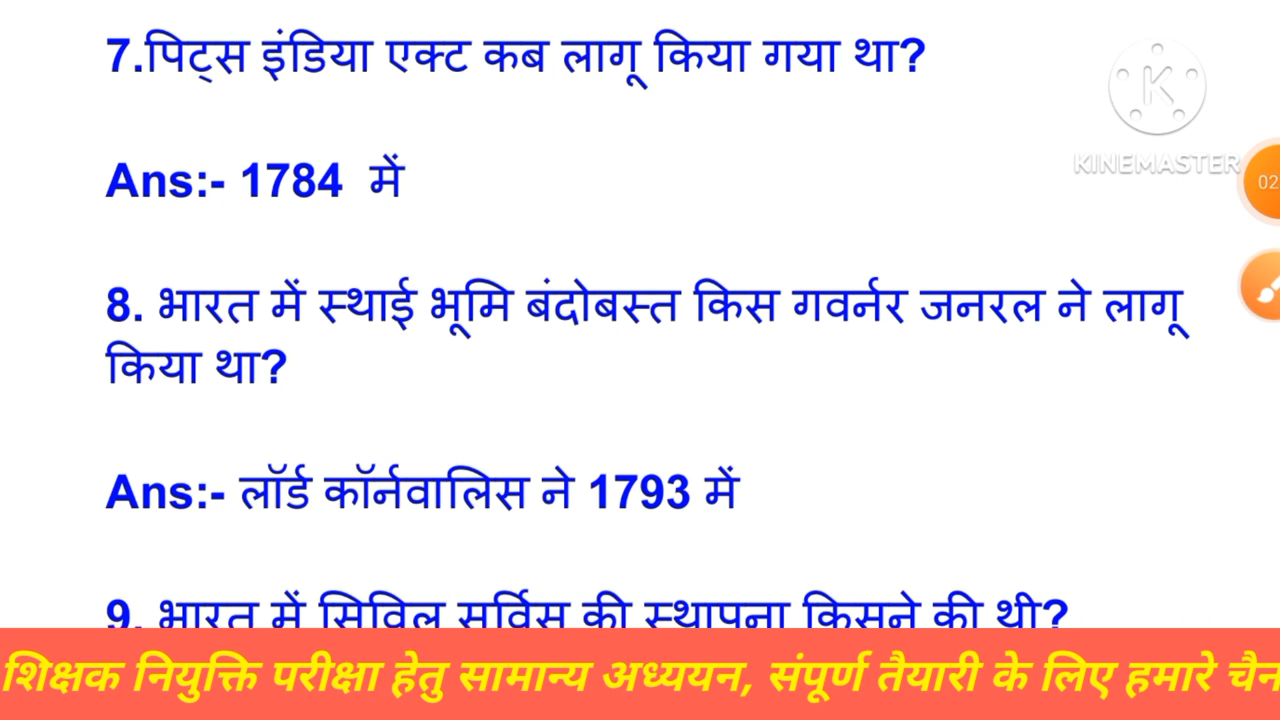 7.पिट्स इंडिया एक्ट कब लागू किया गया था?
KINEMASTER
02
Ans:- 1784 में
8. भारत में स्थाई भूमि बंदोबस्त किस गवर्नर जनरल ने लागू
किया था?
Ans:- लॉर्ड कॉर्नवालिस ने 1793 में
9. भारत में सिविल सर्विस की स्थापना किसने की थी?
शिक्षक नियुक्ति परीक्षा हेतु सामान्य अध्ययन, संपूर्ण तैयारी के लिए हमारे चैन